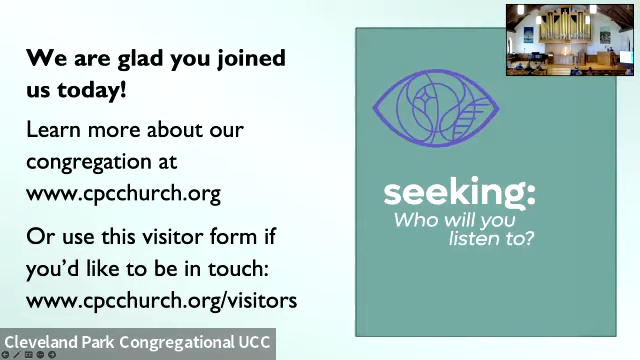 We are glad you joined
us today!
Learn more about our
congregation at
www.cpcchurch.org
Or use this visitor form if
you'd like to be in touch:
www.cpcchurch.org/visitors
seeking:
Who will you
listen to?
Cleveland Park Congregational UCC